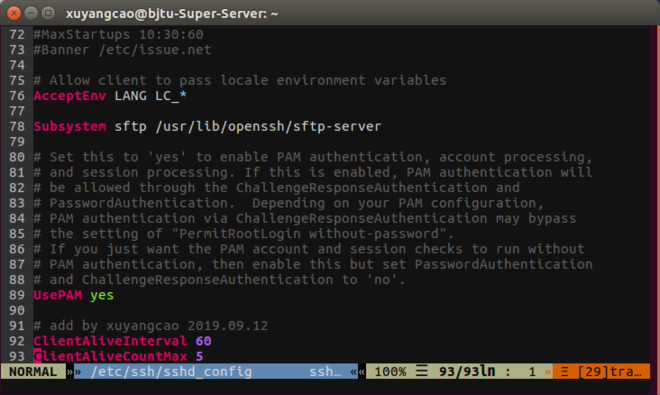 xuyangcao@bjtu-Super-Server: ~
72 #MaxStartups 10:30:60
73 #Banner /etc/issue.net
74
75 # Allow client to pass locale environment variables
76 AcceptEnv LANG LC_*
77
78 Subsystem sftp /usr/lib/openssh/sftp-server
79
80 # Set this to 'yes' to enable PAM authentication, account processing,
81 # and session processing. If this is enabled, PAM authentication will
82 # be allowed through the ChallengeResponseAuthentication and
83 # PasswordAuthentication.  Depending on your PAM configuration,
84 # PAM authentication via ChallengeResponseAuthentication may bypass
85 # the setting of "PermitRootLogin without-password".
86 # If you just want the PAM account and session checks to run without
87 # PAM authentication, then enable this but set PasswordAuthentication
88 # and ChallengeResponseAuthentication to 'no'.
89 UsePAM yes
90
91 # add by xuyangcao 2019.09.12
92 ClientAliveInterval 60
93 ClientAliveCountMax 5
NORMAL » » /etc/ssh/sshd_config ssh… « « 100% ☰ 93/93㏑ : 1 « Ξ [29]tra…